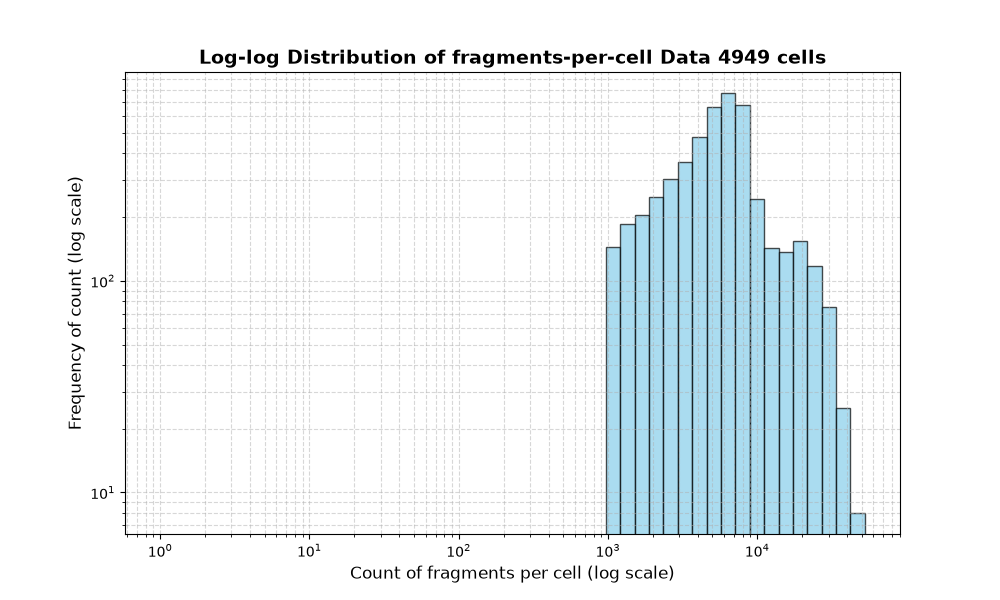 Log-log Distribution of fragments-per-cell Data 4949 cells
Frequency of count (log scale)
10²
10¹
10⁰ 10¹ 10² 10³ 10⁴
Count of fragments per cell (log scale)